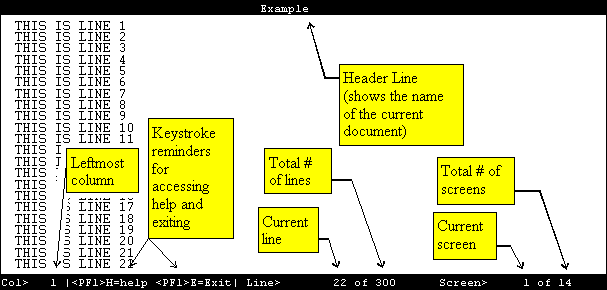 Example
THIS IS LINE 1
THIS IS LINE 2
THIS IS LINE 3
THIS IS LINE 4
THIS IS LINE 5
THIS IS LINE 6
THIS IS LINE 7
THIS IS LINE 8
THIS IS LINE 9
THIS IS LINE 10
THIS IS LINE 11
THIS
THIS
THIS
THIS
THIS
THIS IS LINE 17
THIS IS LINE 18
THIS IS LINE 19
THIS IS LINE 20
THIS IS LINE 21
THIS IS LINE 22
Header Line
(shows the name
of the current
document)
Keystroke
reminders
for
accessing
help and
exiting
Leftmost
column
Total #
of lines
Total # of
screens
Current
line
Current
screen
Col> 1 |<PF1>H=help <PF1>E=Exit| Line> 22 of 300 Screen> 1 of 14